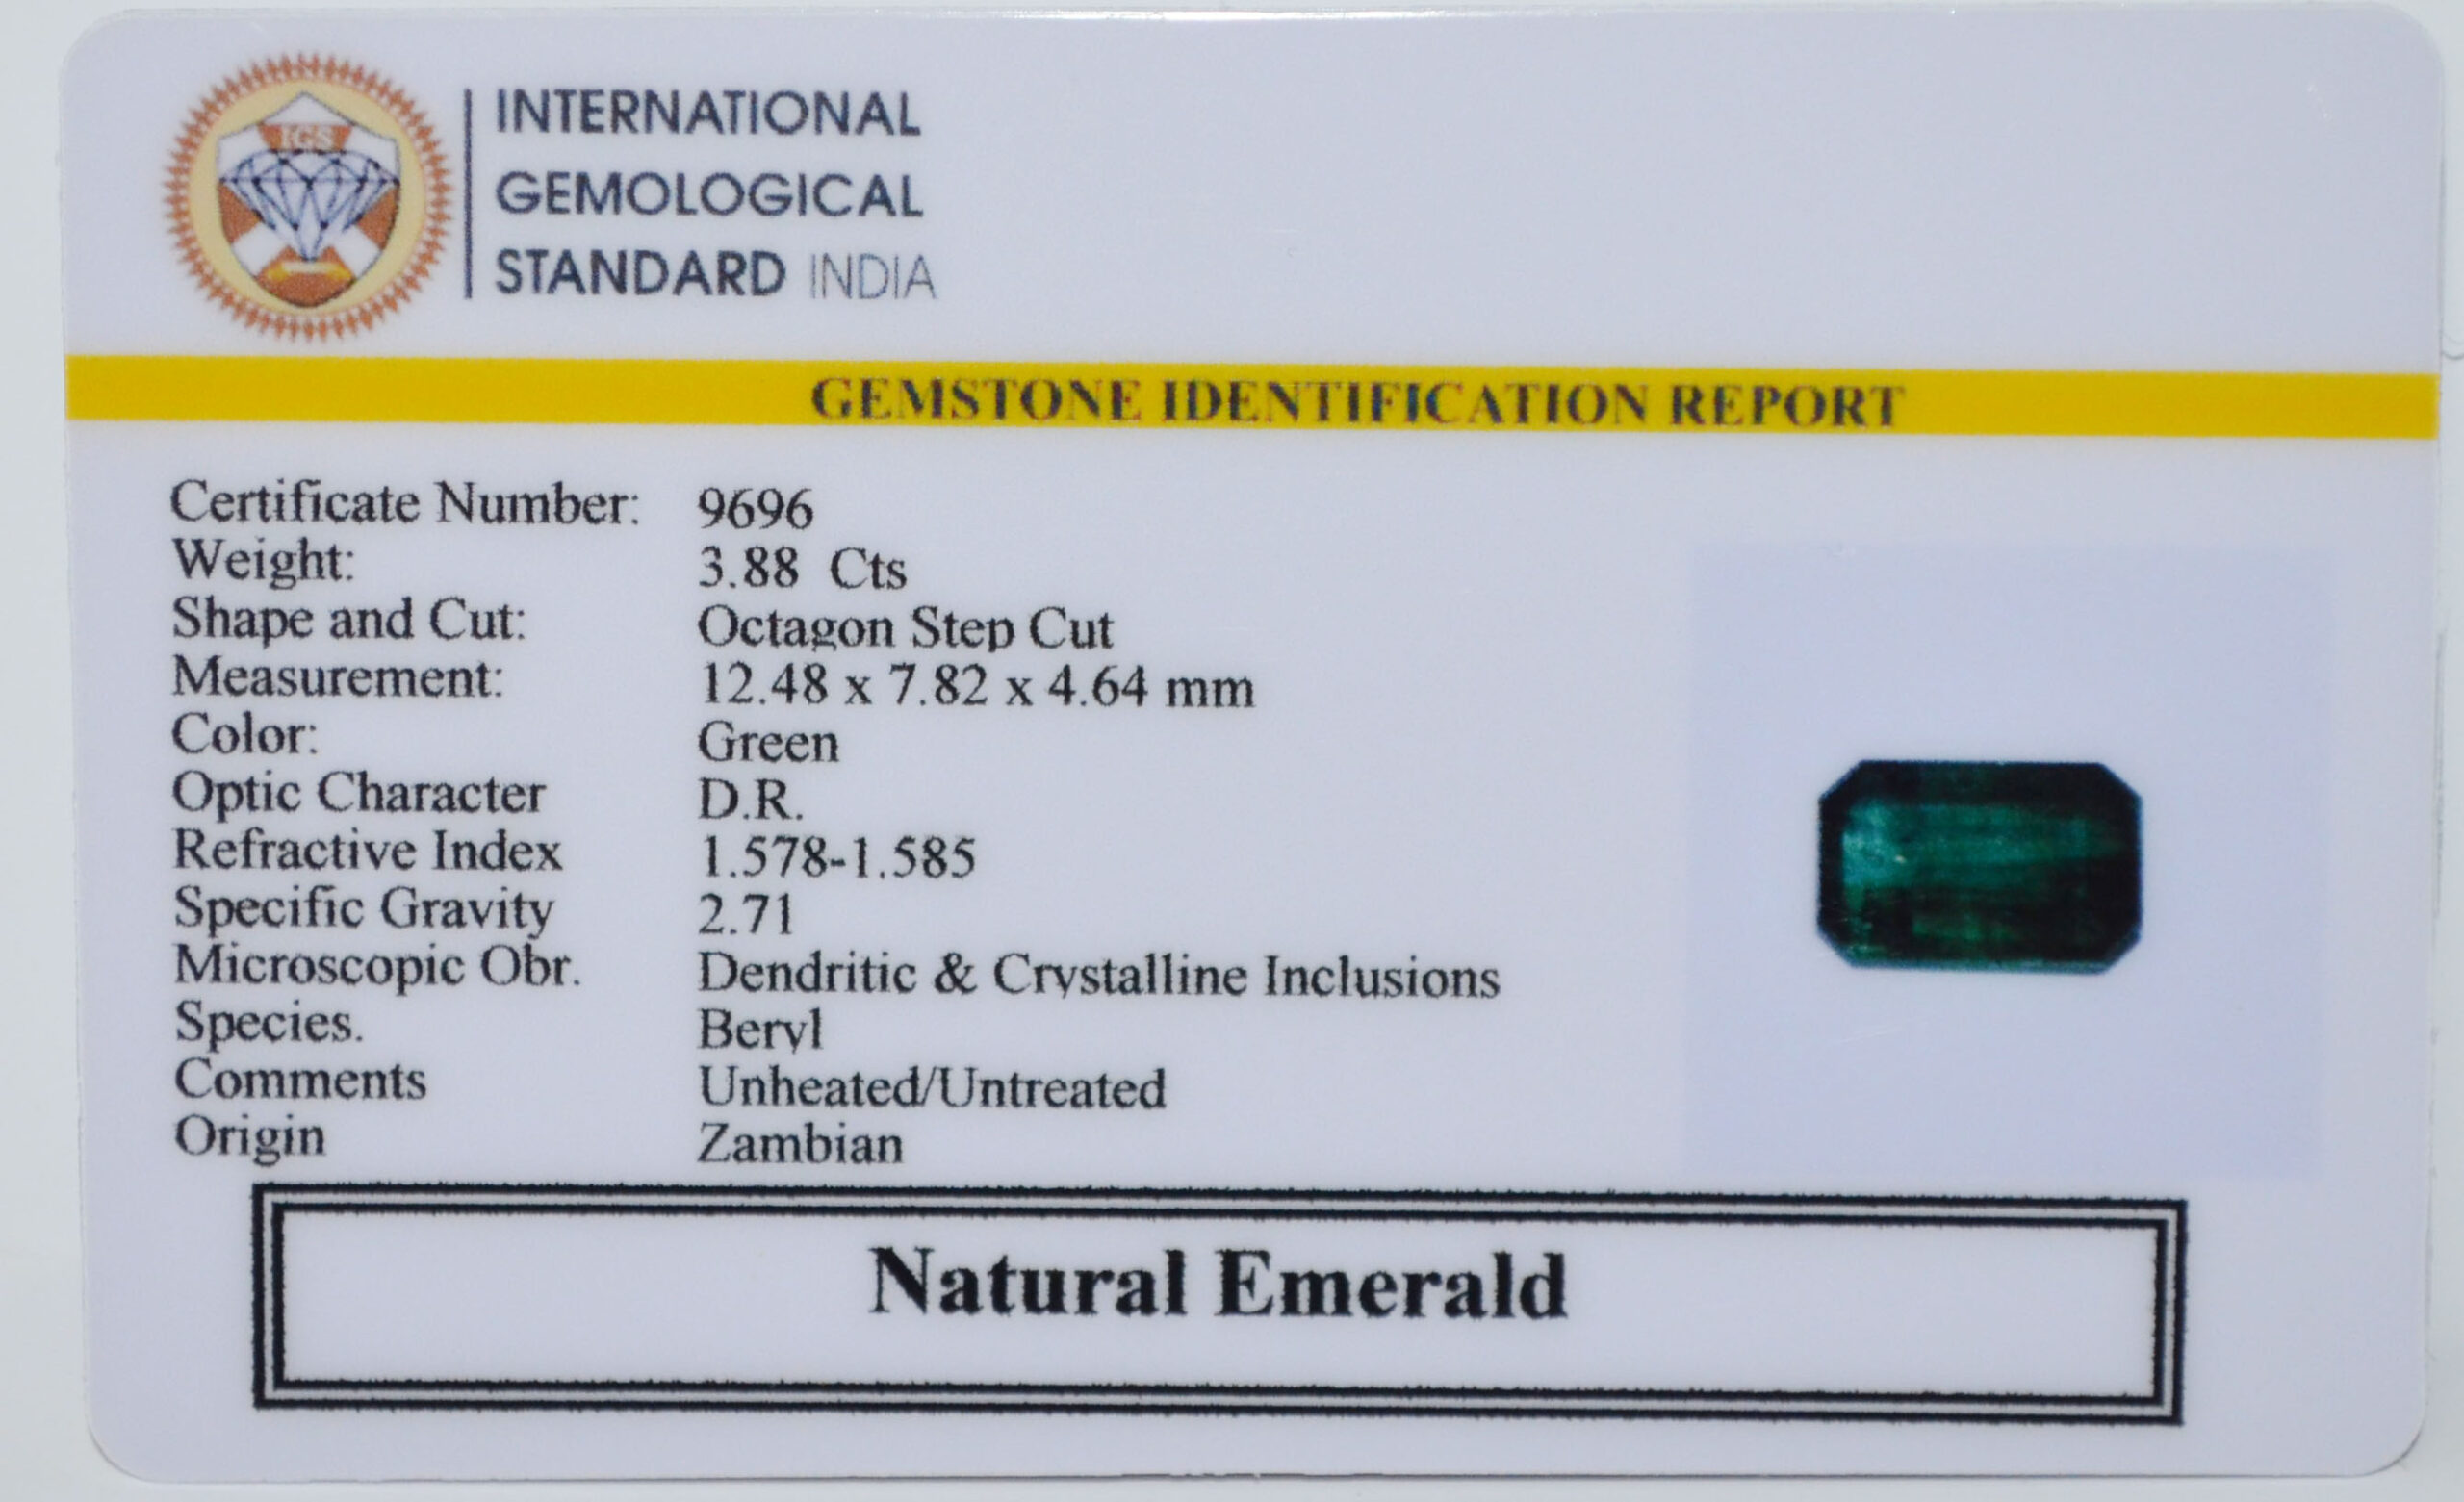 IGS
INTERNATIONAL
GEMOLOGICAL
STANDARD INDIA
GEMSTONE IDENTIFICATION REPORT
Certificate Number: 9696
Weight: 3.88 Cts
Shape and Cut: Octagon Step Cut
Measurement: 12.48 x 7.82 x 4.64 mm
Color: Green
Optic Character D.R.
Refractive Index 1.578-1.585
Specific Gravity 2.71
Microscopic Obr. Dendritic & Crystalline Inclusions
Species. Beryl
Comments Unheated/Untreated
Origin Zambian
Natural Emerald